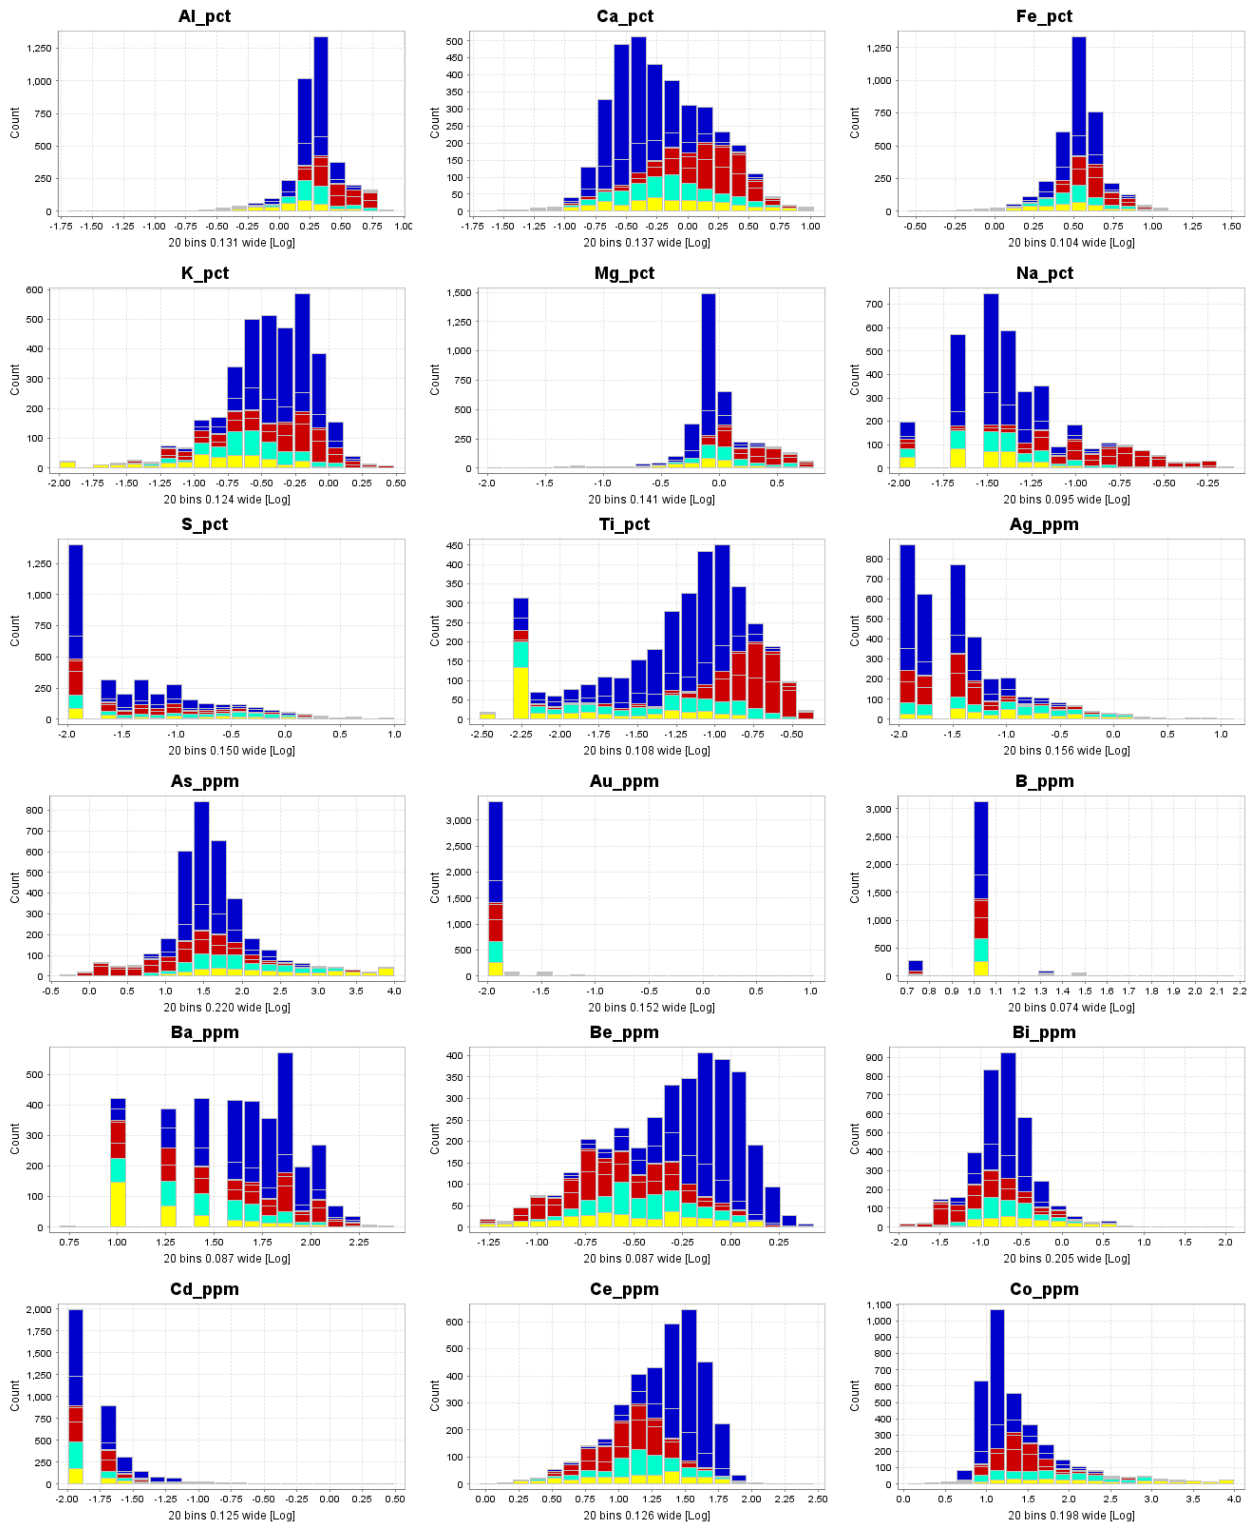 Al_pct Ca_pct Fe_pct
Count 1,250 1,000 750 500 250 0
-1.75 -1.50 -1.25 -1.00 -0.75 -0.50 -0.25 0.00 0.25 0.50 0.75 1.00
20 bins 0.131 wide [Log]
Count 500 450 400 350 300 250 200 150 100 50 0
-1.75 -1.50 -1.25 -1.00 -0.75 -0.50 -0.25 0.00 0.25 0.50 0.75 1.00
20 bins 0.137 wide [Log]
Count 1,250 1,000 750 500 250 0
-0.50 -0.25 0.00 0.25 0.50 0.75 1.00 1.25 1.50
20 bins 0.104 wide [Log]
K_pct Mg_pct Na_pct
Count 600 500 400 300 200 100 0
-2.00 -1.75 -1.50 -1.25 -1.00 -0.75 -0.50 -0.25 0.00 0.25 0.50
20 bins 0.124 wide [Log]
Count 1,500 1,250 1,000 750 500 250 0
-2.0 -1.5 -1.0 -0.5 0.0 0.5
20 bins 0.141 wide [Log]
Count 700 600 500 400 300 200 100 0
-2.00 -1.75 -1.50 -1.25 -1.00 -0.75 -0.50 -0.25
20 bins 0.095 wide [Log]
S_pct Ti_pct Ag_ppm
Count 1,250 1,000 750 500 250 0
-2.0 -1.5 -1.0 -0.5 0.0 0.5 1.0
20 bins 0.150 wide [Log]
Count 450 400 350 300 250 200 150 100 50 0
-2.50 -2.25 -2.00 -1.75 -1.50 -1.25 -1.00 -0.75 -0.50
20 bins 0.108 wide [Log]
Count 800 700 600 500 400 300 200 100 0
-2.0 -1.5 -1.0 -0.5 0.0 0.5 1.0
20 bins 0.156 wide [Log]
As_ppm Au_ppm B_ppm
Count 800 700 600 500 400 300 200 100 0
-0.5 0.0 0.5 1.0 1.5 2.0 2.5 3.0 3.5 4.0
20 bins 0.220 wide [Log]
Count 3,000 2,500 2,000 1,500 1,000 500 0
-2.0 -1.5 -1.0 -0.5 0.0 0.5 1.0
20 bins 0.152 wide [Log]
Count 3,000 2,500 2,000 1,500 1,000 500 0
0.7 0.8 0.9 1.0 1.1 1.2 1.3 1.4 1.5 1.6 1.7 1.8 1.9 2.0 2.1 2.2
20 bins 0.074 wide [Log]
Ba_ppm Be_ppm Bi_ppm
Count 500 400 300 200 100 0
0.75 1.00 1.25 1.50 1.75 2.00 2.25
20 bins 0.087 wide [Log]
Count 400 350 300 250 200 150 100 50 0
-1.25 -1.00 -0.75 -0.50 -0.25 0.00 0.25
20 bins 0.087 wide [Log]
Count 900 800 700 600 500 400 300 200 100 0
-2.0 -1.5 -1.0 -0.5 0.0 0.5 1.0 1.5 2.0
20 bins 0.205 wide [Log]
Cd_ppm Ce_ppm Co_ppm
Count 2,000 1,750 1,500 1,250 1,000 750 500 250 0
-2.00 -1.75 -1.50 -1.25 -1.00 -0.75 -0.50 -0.25 0.00 0.25 0.50
20 bins 0.125 wide [Log]
Count 600 500 400 300 200 100 0
0.00 0.25 0.50 0.75 1.00 1.25 1.50 1.75 2.00 2.25 2.50
20 bins 0.126 wide [Log]
Count 1,100 1,000 900 800 700 600 500 400 300 200 100 0
0.0 0.5 1.0 1.5 2.0 2.5 3.0 3.5 4.0
20 bins 0.198 wide [Log]